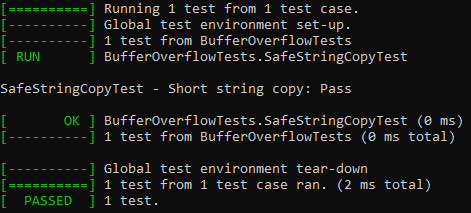 [==========] Running 1 test from 1 test case.
[----------] Global test environment set-up.
[----------] 1 test from BufferOverflowTests
[ RUN      ] BufferOverflowTests.SafeStringCopyTest
SafeStringCopyTest - Short string copy: Pass
[       OK ] BufferOverflowTests.SafeStringCopyTest (0 ms)
[----------] 1 test from BufferOverflowTests (0 ms total)
[----------] Global test environment tear-down
[==========] 1 test from 1 test case ran. (2 ms total)
[  PASSED  ] 1 test.